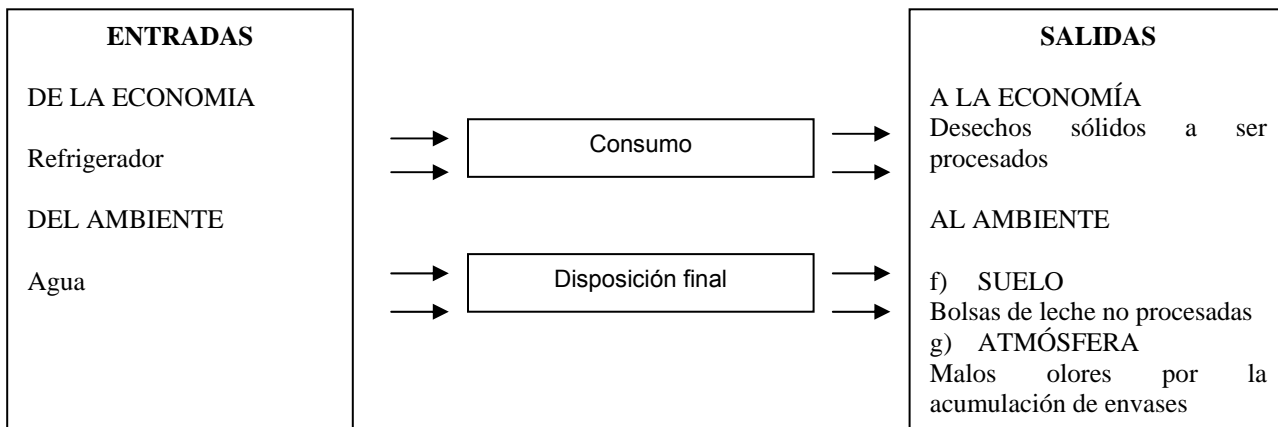 ENTRADAS
DE LA ECONOMIA
Refrigerador
DEL AMBIENTE
Agua
Consumo
Disposición final
SALIDAS
A LA ECONOMÍA
Desechos sólidos a ser
procesados
AL AMBIENTE
f) SUELO
Bolsas de leche no procesadas
g) ATMÓSFERA
Malos olores por la
acumulación de envases